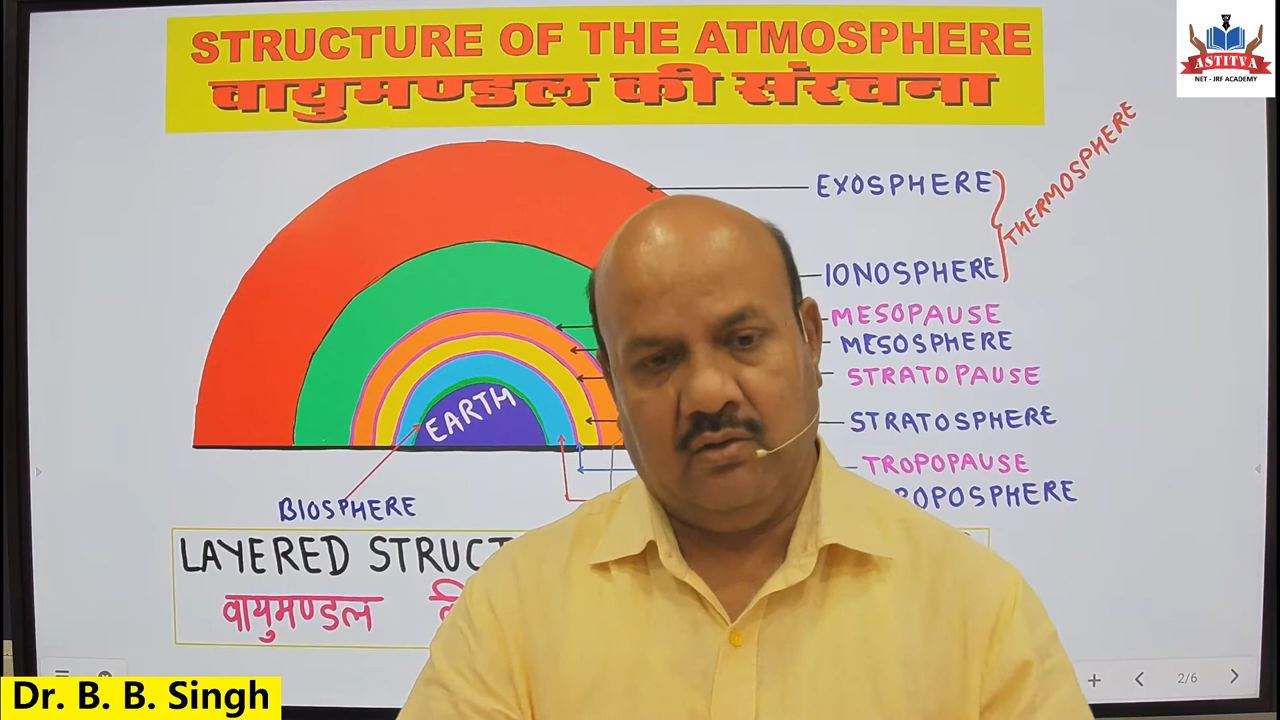 STRUCTURE OF THE ATMOSPHERE
वायुमण्डल की संरचना
ASTITVA
NET - JRF ACADEMY
EXOSPHERE
THERMOSPHERE
IONOSPHERE
MESOPAUSE
MESOSPHERE
STRATOPAUSE
STRATOSPHERE
TROPOPAUSE
ROPOSPHERE
EARTH
BIOSPHERE
LAYERED STRUCT
वायुमण्डल
2/6
Dr. B. B. Singh